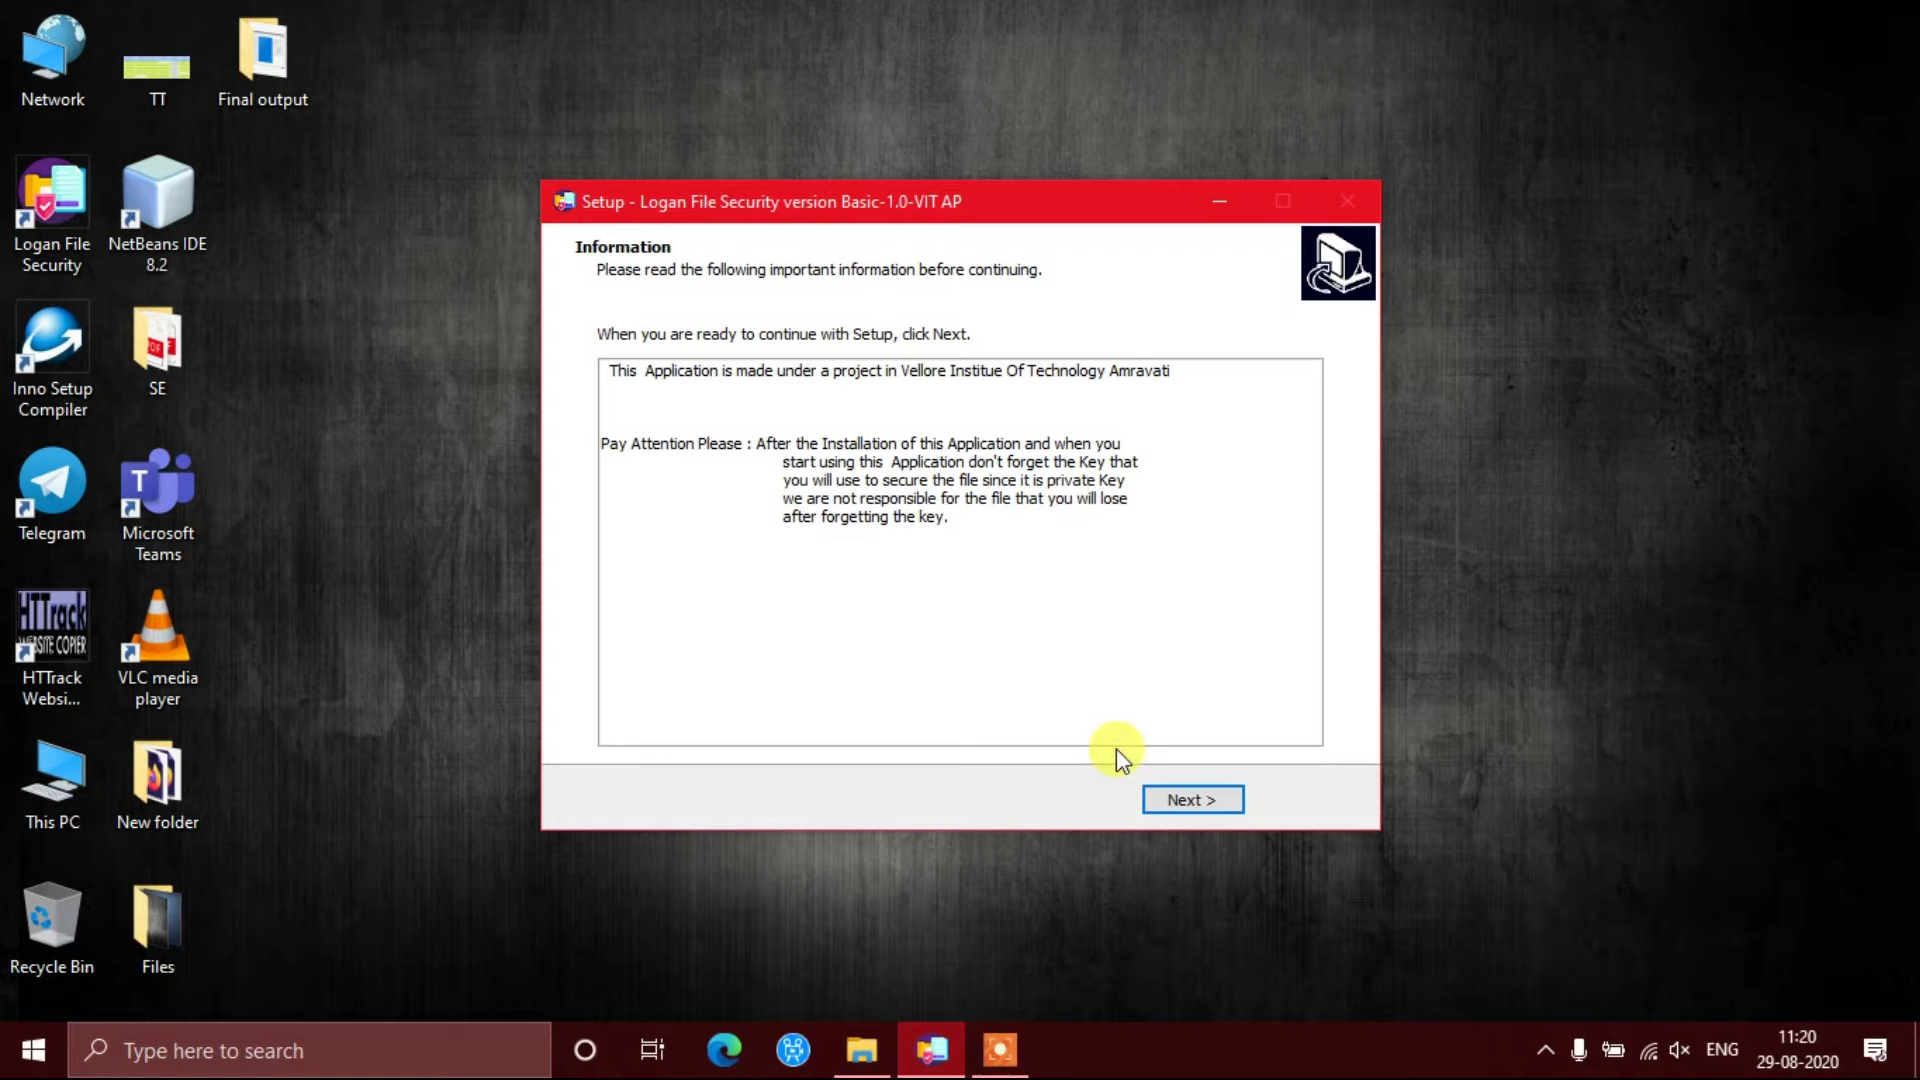 Network
TT
Final output
Logan File
Security
NetBeans IDE
8.2
Inno Setup
Compiler
PDF
SE
Telegram
T
Microsoft
Teams
HTTrack
WEBSITE COPIER
HTTrack
Websi...
VLC media
player
This PC
New folder
Recycle Bin
Files
Setup - Logan File Security version Basic-1.0-VIT AP
Information
Please read the following important information before continuing.
When you are ready to continue with Setup, click Next.
This Application is made under a project in Vellore Institue Of Technology Amravati
Pay Attention Please : After the Installation of this Application and when you
start using this Application don't forget the Key that
you will use to secure the file since it is private Key
we are not responsible for the file that you will lose
after forgetting the key.
Next >
Type here to search
ENG
11:20
29-08-2020